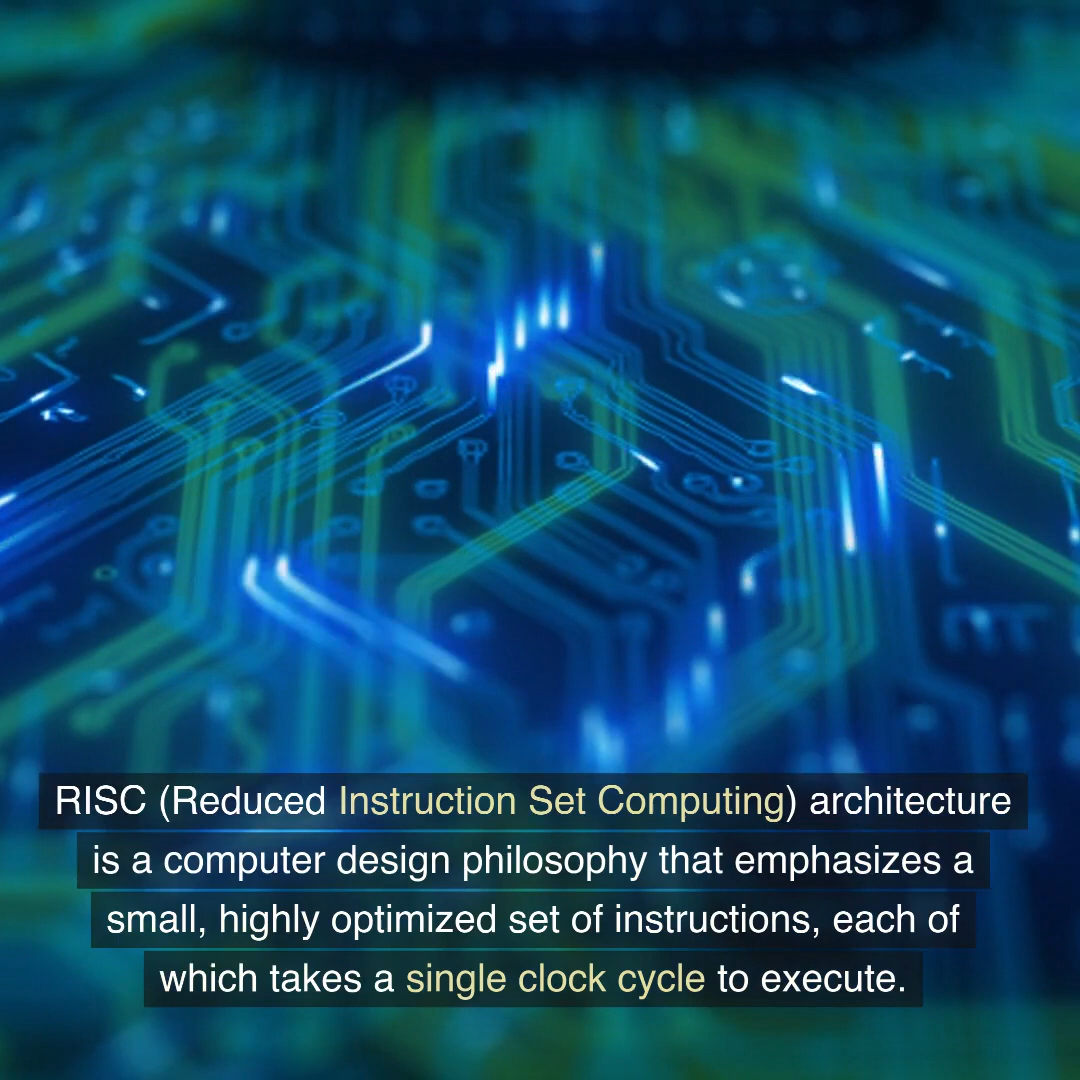 RISC (Reduced Instruction Set Computing) architecture
is a computer design philosophy that emphasizes a
small, highly optimized set of instructions, each of
which takes a single clock cycle to execute.